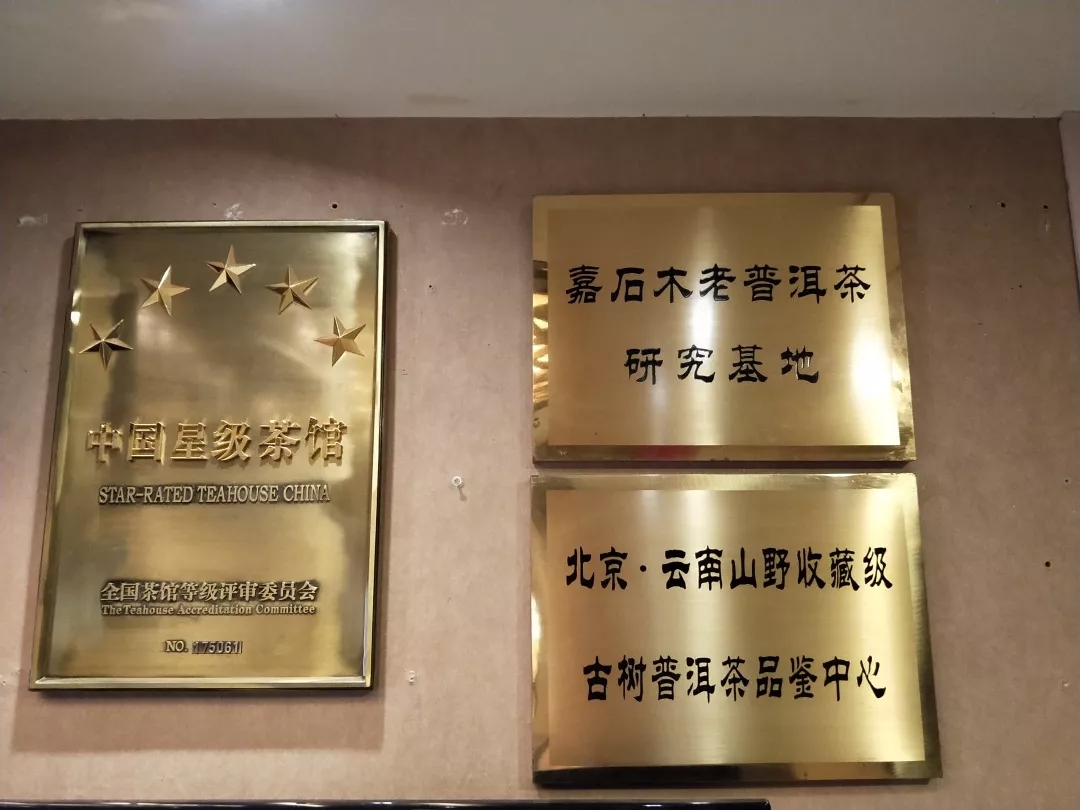 中国星级茶馆
STAR-RATED TEAHOUSE CHINA
全国茶馆等级评审委员会
The Teahouse Accreditation Committee
NO. 175061
嘉石木老普洱茶
研究基地
北京·云南山野收藏级
古树普洱茶品鉴中心